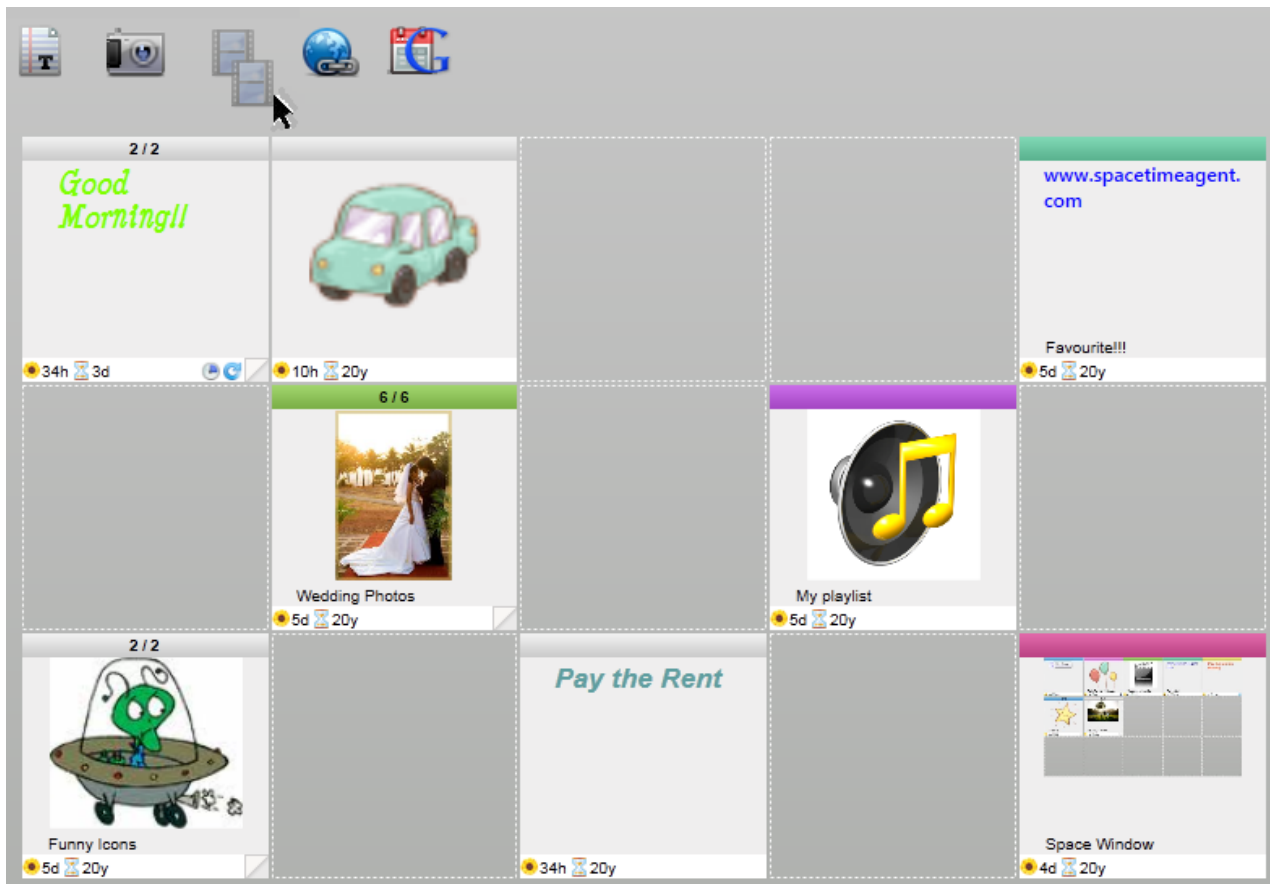 T
G
2 / 2
Good
Morning!!
34h 3d
10h 20y
www.spacetimeagent.
com
Favourite!!!
5d 20y
6 / 6
Wedding Photos
5d 20y
My playlist
5d 20y
2 / 2
Funny Icons
5d 20y
Pay the Rent
34h 20y
Space Window
4d 20y